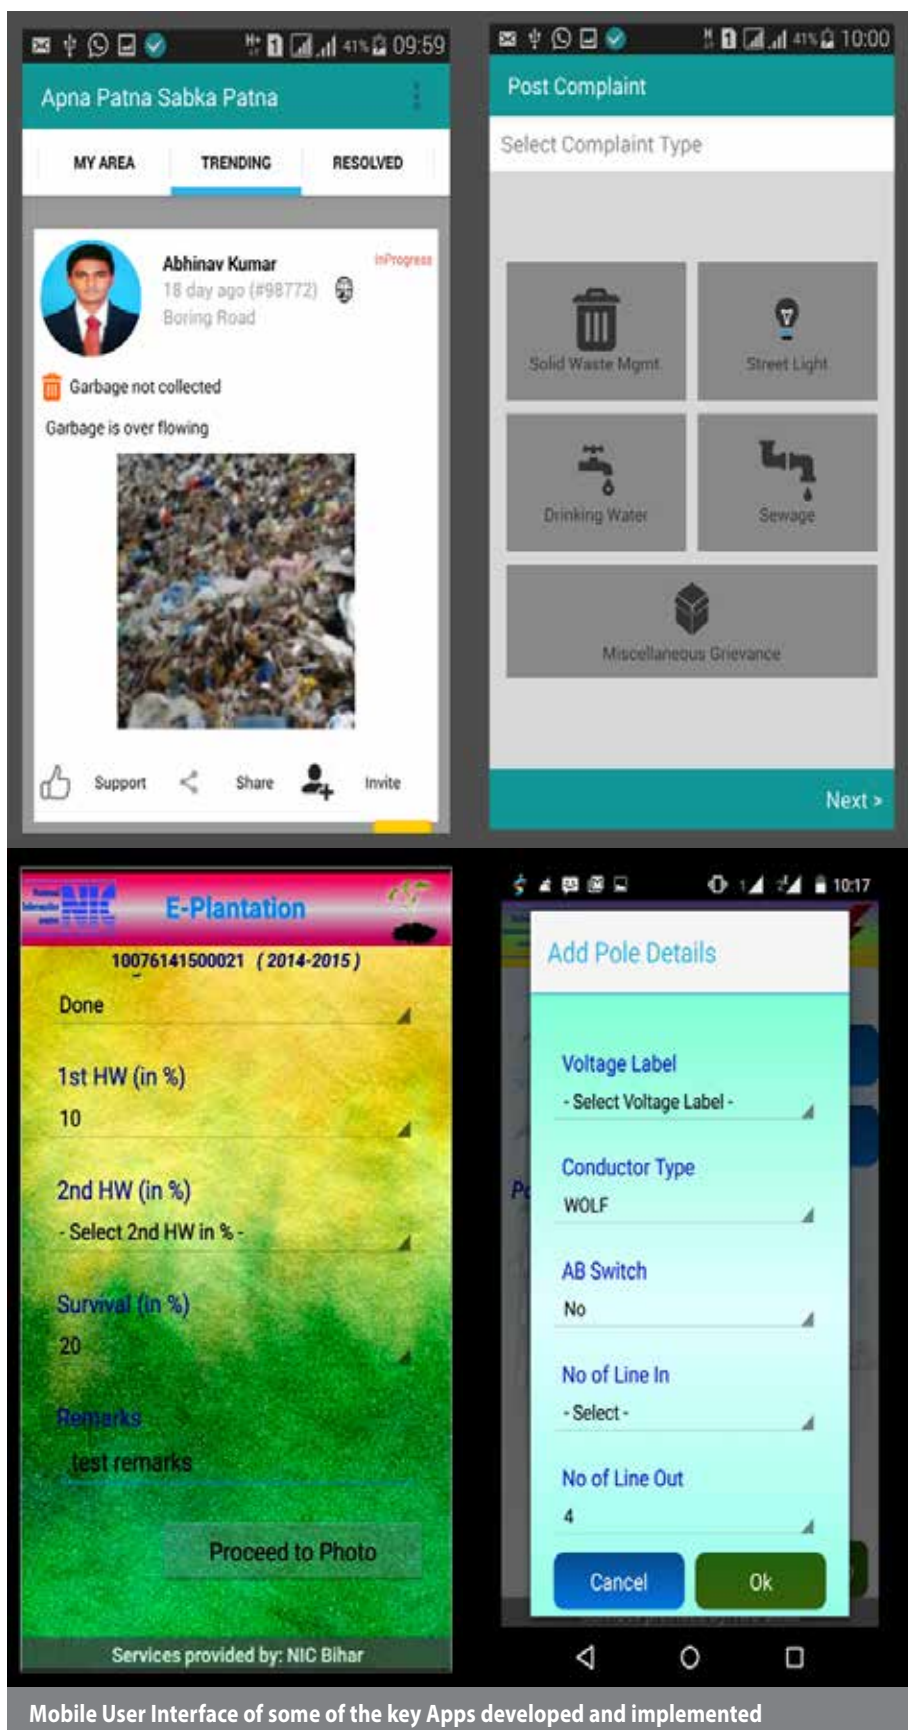 41% 09:59
Apna Patna Sabka Patna
MY AREA TRENDING RESOLVED
Abhinav Kumar InProgress
18 day ago (#98772)
Boring Road
Garbage not collected
Garbage is over flowing
Support Share Invite
41% 10:00
Post Complaint
Select Complaint Type
Solid Waste Mgmt Street Light
Drinking Water Sewage
Miscellaneous Grievance
Next >
NIC
E-Plantation
10076141500021 ( 2014-2015 )
Done
1st HW (in %)
10
2nd HW (in %)
- Select 2nd HW in % -
Survival (in %)
20
Remarks
test remarks
Proceed to Photo
Services provided by: NIC Bihar
10:17
Add Pole Details
Voltage Label
- Select Voltage Label -
Conductor Type
WOLF
AB Switch
No
No of Line In
- Select -
No of Line Out
4
Cancel Ok
Mobile User Interface of some of the key Apps developed and implemented